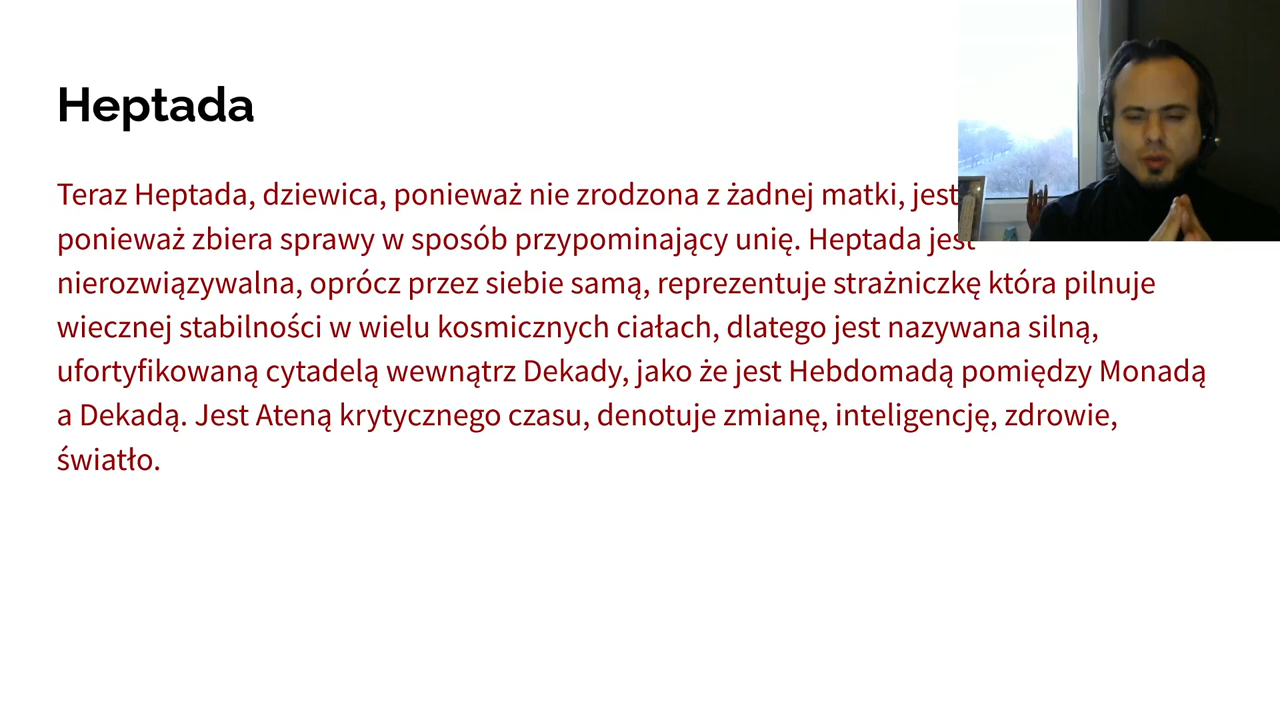 Heptada
Teraz Heptada, dziewica, ponieważ nie zrodzona z żadnej matki, jest
ponieważ zbiera sprawy w sposób przypominający unię. Heptada jest
nierozwiązywalna, oprócz przez siebie samą, reprezentuje strażniczkę która pilnuje
wiecznej stabilności w wielu kosmicznych ciałach, dlatego jest nazywana silną,
ufortyfikowaną cytadelą wewnątrz Dekady, jako że jest Hebdomadą pomiędzy Monadą
a Dekadą. Jest Ateną krytycznego czasu, denotuje zmianę, inteligencję, zdrowie,
światło.